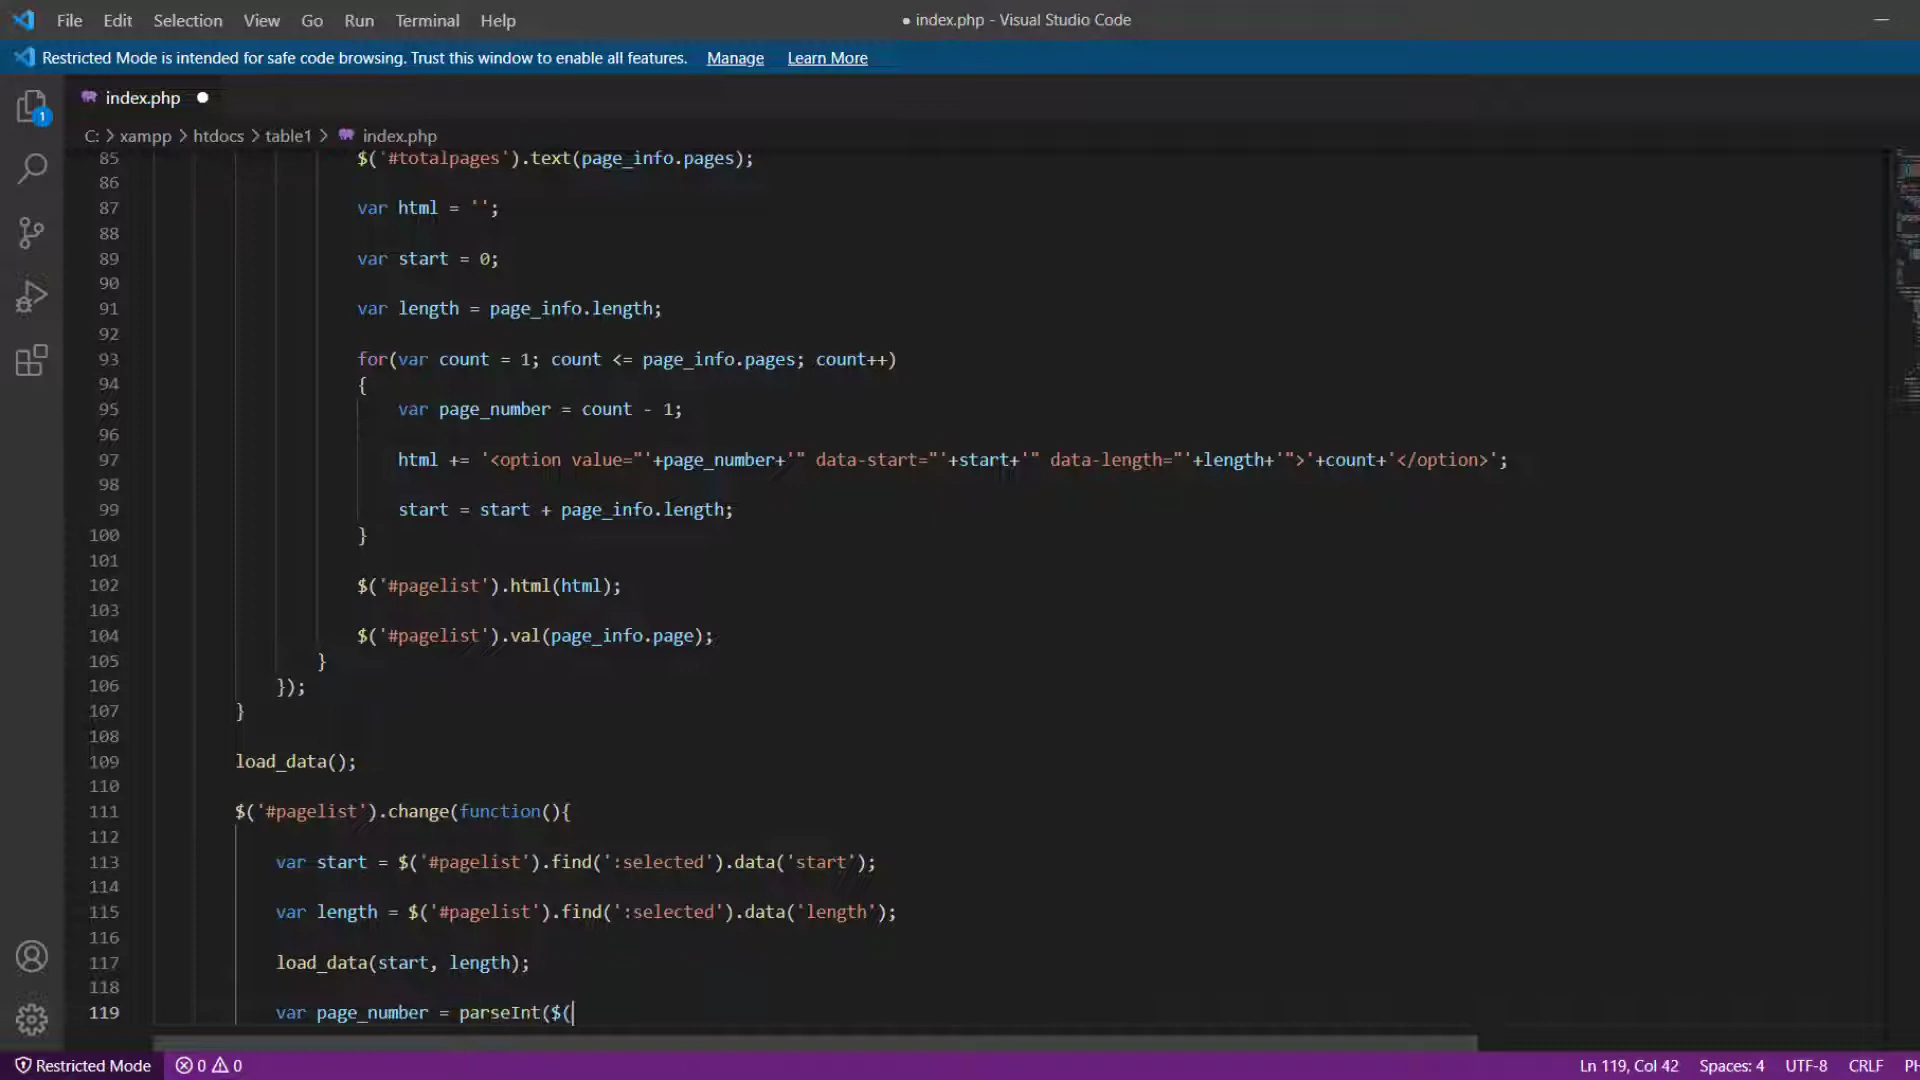 File Edit Selection View Go Run Terminal Help ● index.php - Visual Studio Code
Restricted Mode is intended for safe code browsing. Trust this window to enable all features. Manage Learn More
index.php ●
1
C: > xampp > htdocs > table1 > index.php
85 $('#totalpages').text(page_info.pages);
86
87 var html = '';
88
89 var start = 0;
90
91 var length = page_info.length;
92
93 for(var count = 1; count <= page_info.pages; count++)
94 {
95 var page_number = count - 1;
96
97 html += '<option value="'+page_number+'" data-start="'+start+'" data-length="'+length+'">'+count+'</option>';
98
99 start = start + page_info.length;
100 }
101
102 $('#pagelist').html(html);
103
104 $('#pagelist').val(page_info.page);
105 }
106 });
107 }
108
109 load_data();
110
111 $('#pagelist').change(function(){
112
113 var start = $('#pagelist').find(':selected').data('start');
114
115 var length = $('#pagelist').find(':selected').data('length');
116
117 load_data(start, length);
118
119 var page_number = parseInt($(
Restricted Mode 0 0 Ln 119, Col 42 Spaces: 4 UTF-8 CRLF PH